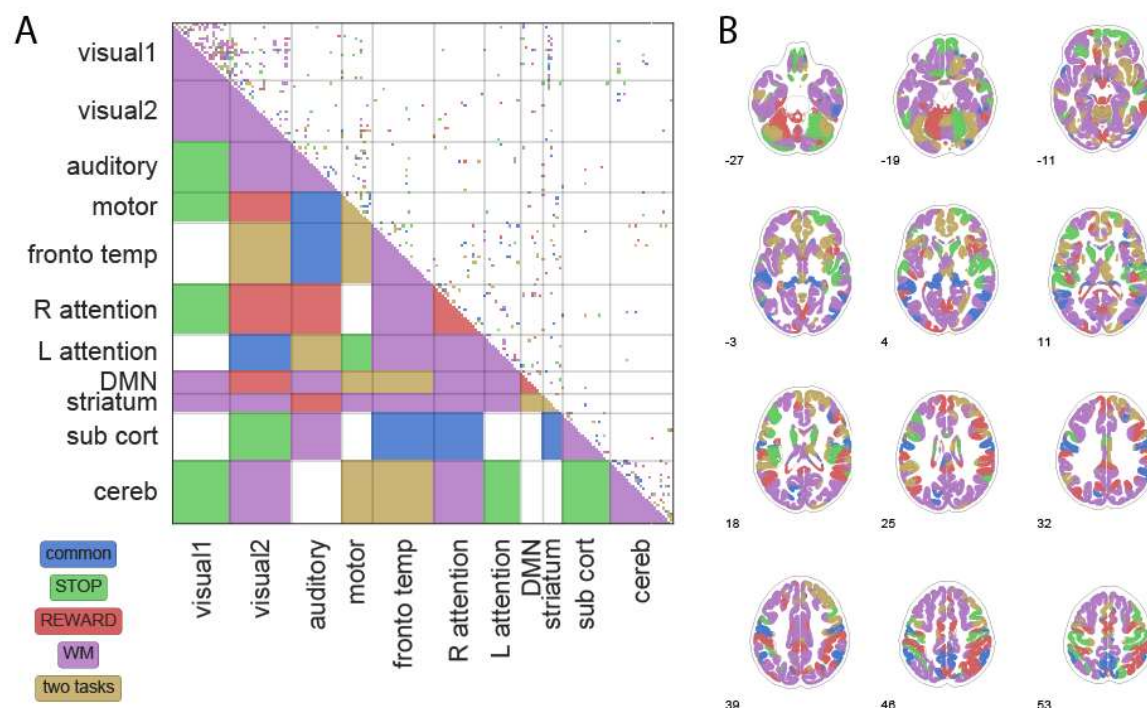 A
B
visual1
visual2
auditory
motor
fronto temp
R attention
L attention
DMN
striatum
sub cort
cereb
visual1
visual2
auditory
motor
fronto temp
R attention
L attention
DMN
striatum
sub cort
cereb
common
STOP
REWARD
WM
two tasks
-27
-19
-11
-3
4
11
18
25
32
39
46
53